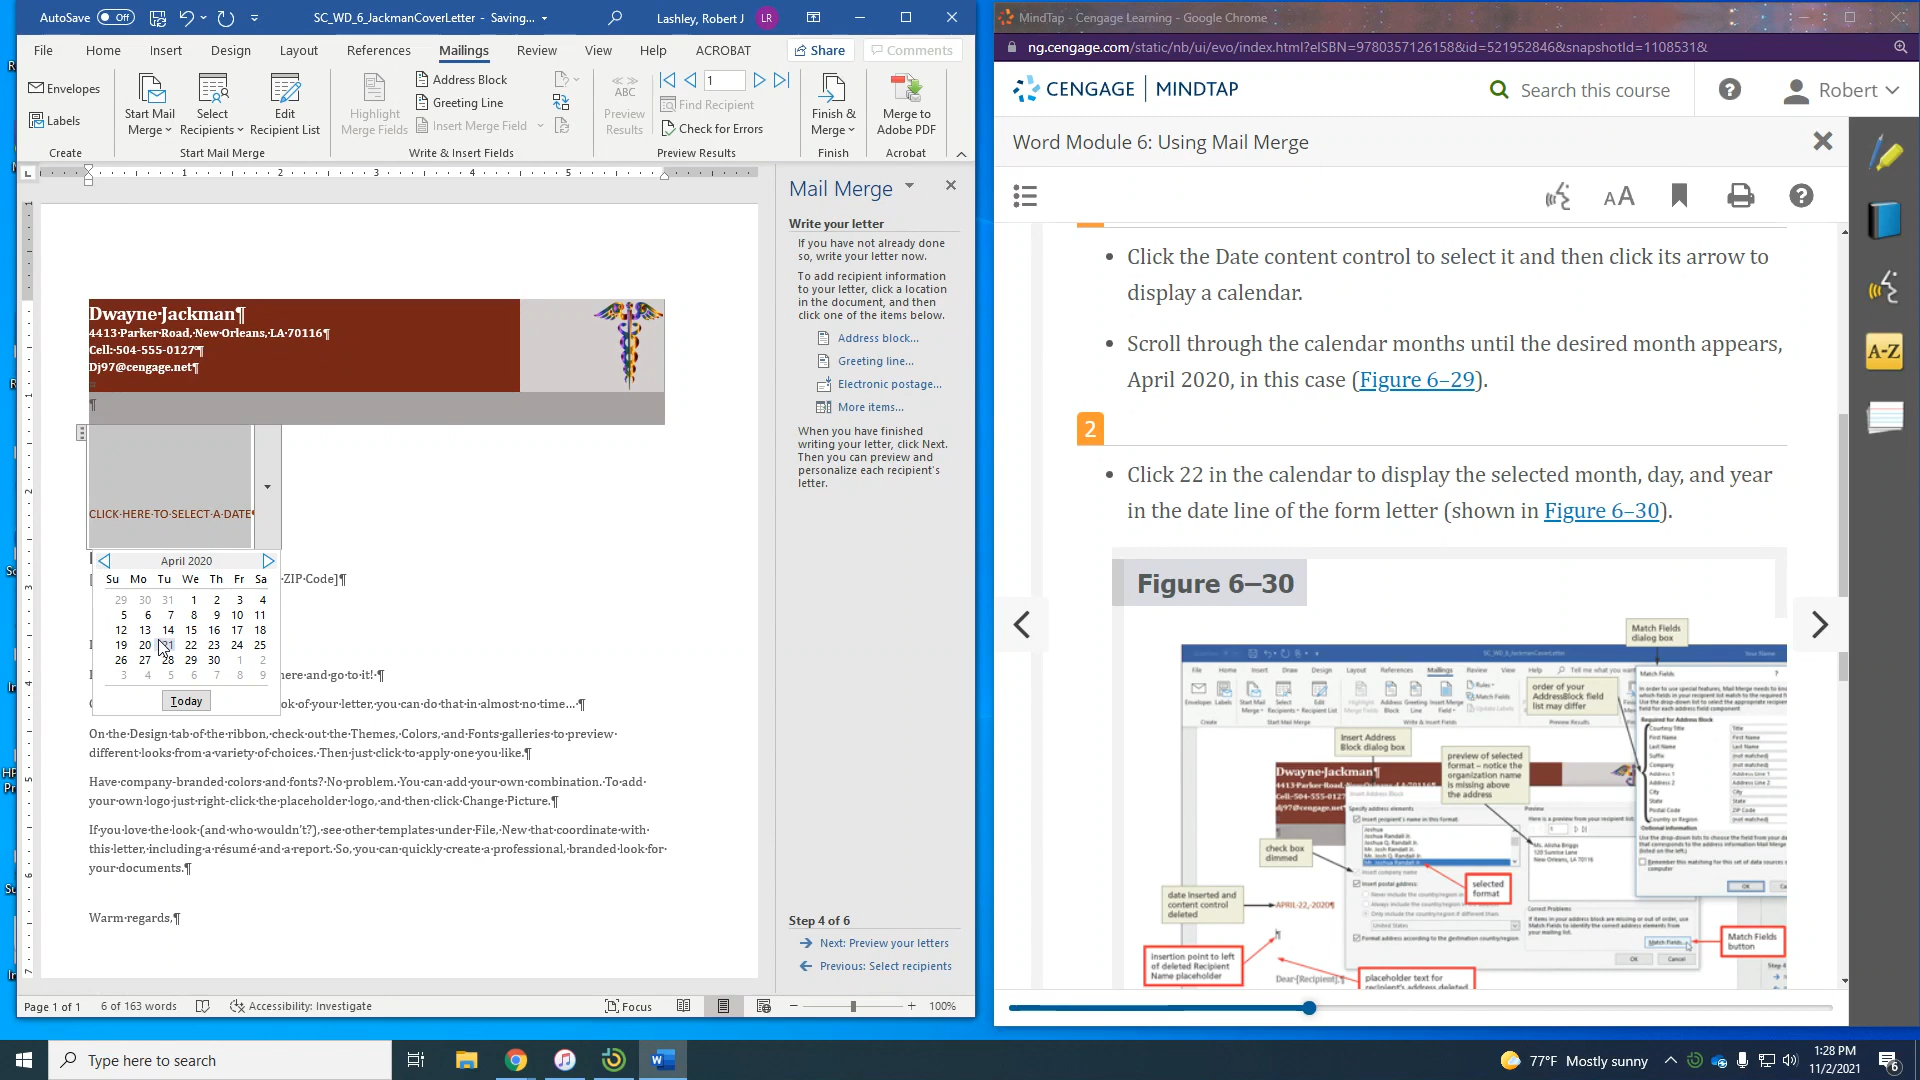 AutoSave Off
SC_WD_6_JackmanCoverLetter - Saving...
Lashley, Robert J LR
File Home Insert Design Layout References Mailings Review View Help ACROBAT Share Comments
Envelopes
Labels
Create
Start Mail Merge
Select Recipients
Edit Recipient List
Start Mail Merge
Highlight Merge Fields
Address Block
Greeting Line
Insert Merge Field
Write & Insert Fields
ABC
Preview Results
1
Find Recipient
Check for Errors
Preview Results
Finish & Merge
Finish
Merge to Adobe PDF
Acrobat
Dwayne·Jackman¶
4413·Parker·Road,·New·Orleans,·LA·70116¶
Cell:·504-555-0127¶
Dj97@cengage.net¶
¶
CLICK·HERE·TO·SELECT·A·DATE
·ZIP·Code]¶
April 2020
Su Mo Tu We Th Fr Sa
29 30 31 1 2 3 4
5 6 7 8 9 10 11
12 13 14 15 16 17 18
19 20 21 22 23 24 25
26 27 28 29 30 1 2
3 4 5 6 7 8 9
Today
here·and·go·to·it!·¶
ok·of·your·letter,·you·can·do·that·in·almost·no·time...·¶
On·the·Design·tab·of·the·ribbon,·check·out·the·Themes,·Colors,·and·Fonts·galleries·to·preview·
different·looks·from·a·variety·of·choices.·Then·just·click·to·apply·one·you·like.¶
Have·company-branded·colors·and·fonts?·No·problem.·You·can·add·your·own·combination.·To·add·
your·own·logo·just·right-click·the·placeholder·logo,·and·then·click·Change·Picture.¶
If·you·love·the·look·(and·who·wouldn't?),·see·other·templates·under·File,·New·that·coordinate·with·
this·letter,·including·a·résumé·and·a·report.·So,·you·can·quickly·create·a·professional,·branded·look·for·
your·documents.¶
Warm·regards,¶
Mail Merge
Write your letter
If you have not already done
so, write your letter now.
To add recipient information
to your letter, click a location
in the document, and then
click one of the items below.
Address block...
Greeting line...
Electronic postage...
More items...
When you have finished
writing your letter, click Next.
Then you can preview and
personalize each recipient's
letter.
Step 4 of 6
Next: Preview your letters
Previous: Select recipients
Page 1 of 1 6 of 163 words Accessibility: Investigate Focus 100%
MindTap - Cengage Learning - Google Chrome
ng.cengage.com/static/nb/ui/evo/index.html?eISBN=9780357126158&id=521952846&snapshotId=1108531&
CENGAGE | MINDTAP
Search this course
Robert
Word Module 6: Using Mail Merge
AA
A-Z
• Click the Date content control to select it and then click its arrow to
display a calendar.
• Scroll through the calendar months until the desired month appears,
April 2020, in this case (Figure 6–29).
2
• Click 22 in the calendar to display the selected month, day, and year
in the date line of the form letter (shown in Figure 6–30).
Figure 6–30
Match Fields
dialog box
order of your
AddressBlock field
list may differ
Insert Address
Block dialog box
preview of selected
format – notice the
organization name
is missing above
the address
check box
dimmed
selected
format
date inserted and
content control
deleted
APRIL·22,·2020¶
Match Fields
button
insertion point to left
of deleted Recipient
Name placeholder
Dear·[Recipient],¶
placeholder text for
recipient's address deleted
Type here to search
77°F Mostly sunny
1:28 PM
11/2/2021
6